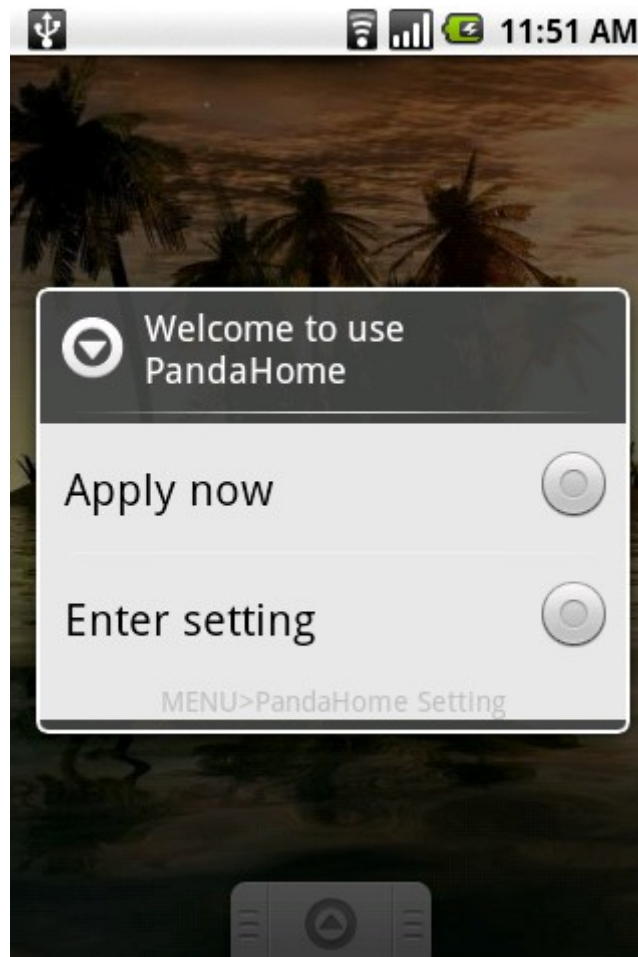 11:51 AM
Welcome to use
PandaHome
Apply now
Enter setting
MENU>PandaHome Setting